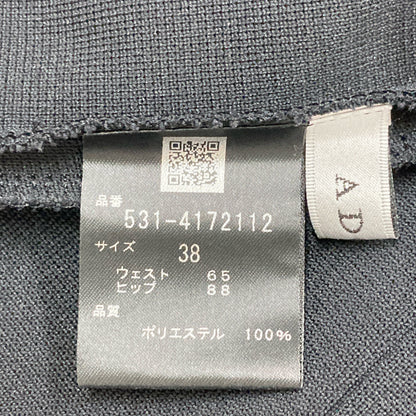 品番
531-4172112
サイズ 38
ウェスト 65
ヒップ 88
品質
ポリエステル 100%
AD